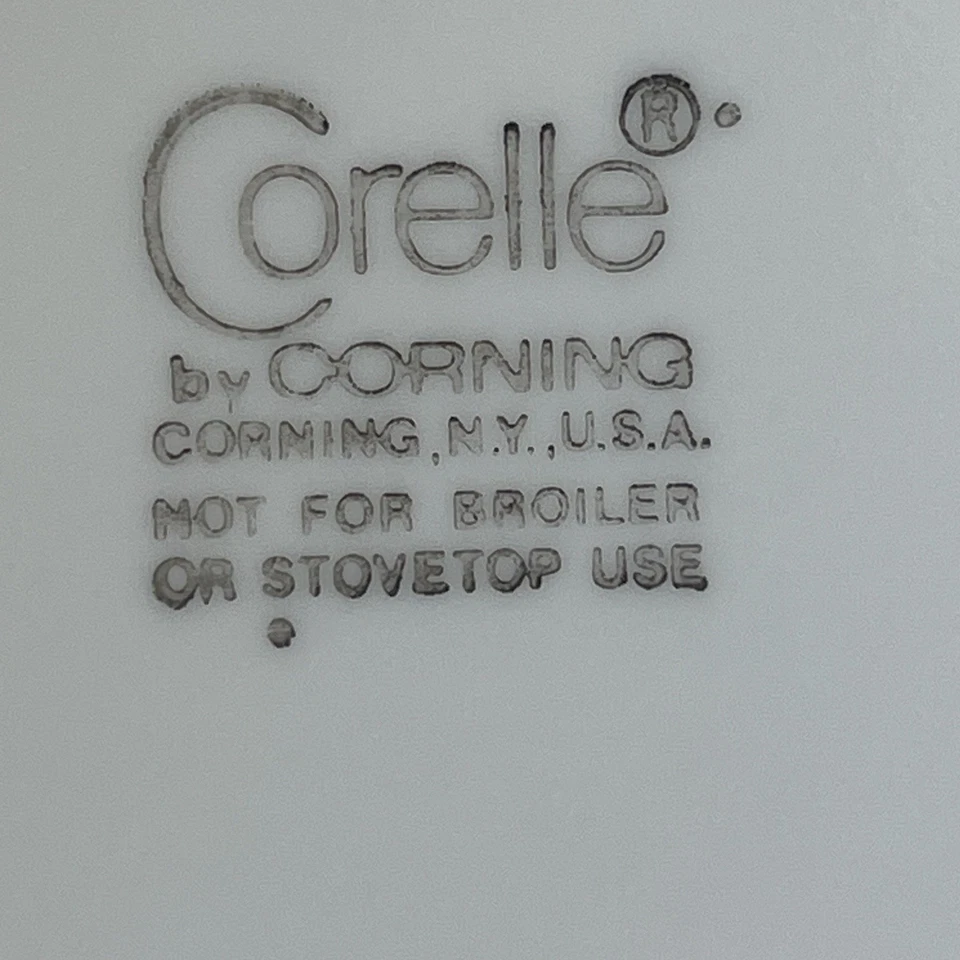 Corelle®
by CORNING
CORNING, N.Y., U.S.A.
NOT FOR BROILER
OR STOVETOP USE